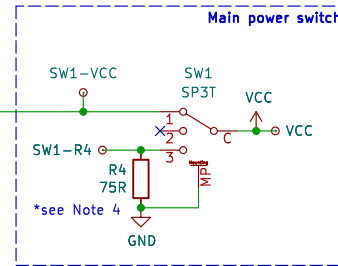 Main power switch
SW1-VCC
SW1
SP3T
VCC
1
VCC
2
C
SW1-R4
3
Mounting
R4
MP
75R
*see Note 4
GND